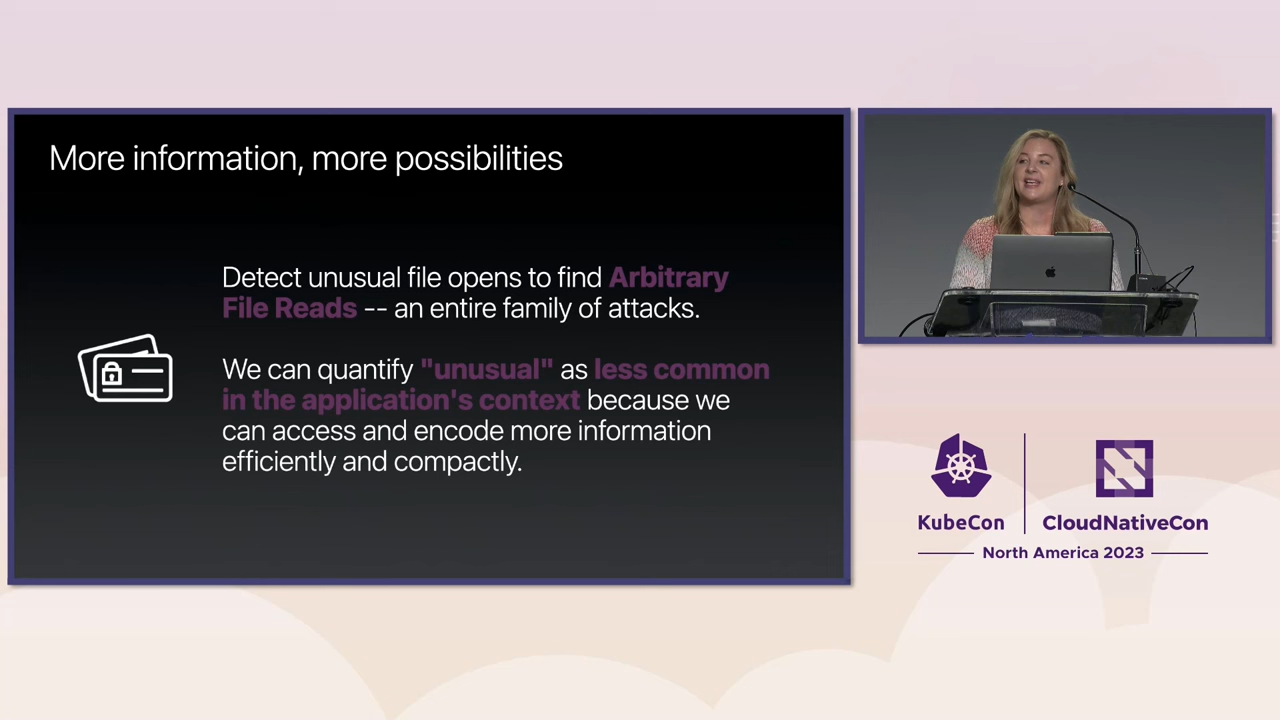 More information, more possibilities
Detect unusual file opens to find Arbitrary
File Reads -- an entire family of attacks.
We can quantify "unusual" as less common
in the application's context because we
can access and encode more information
efficiently and compactly.
KubeCon
CloudNativeCon
North America 2023